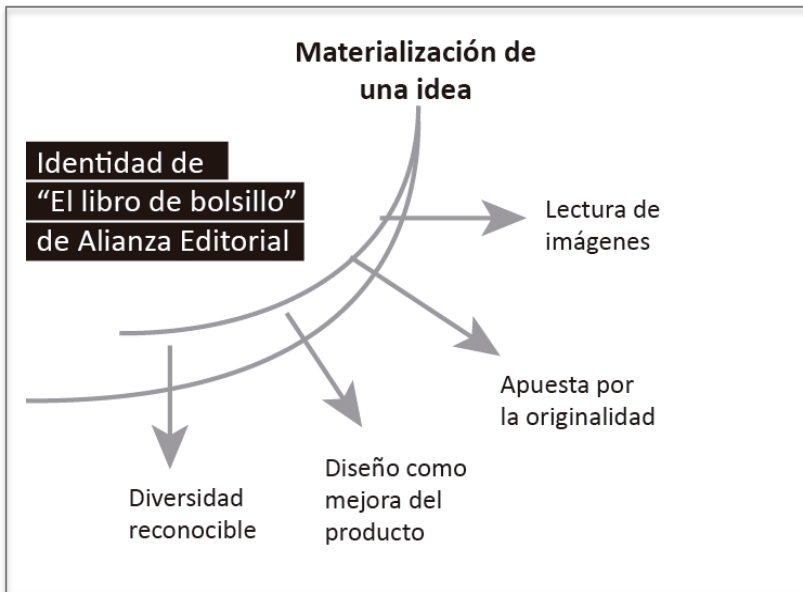 Materialización de
una idea
Identidad de
“El libro de bolsillo”
de Alianza Editorial
Lectura de
imágenes
Apuesta por
la originalidad
Diseño como
mejora del
producto
Diversidad
reconocible